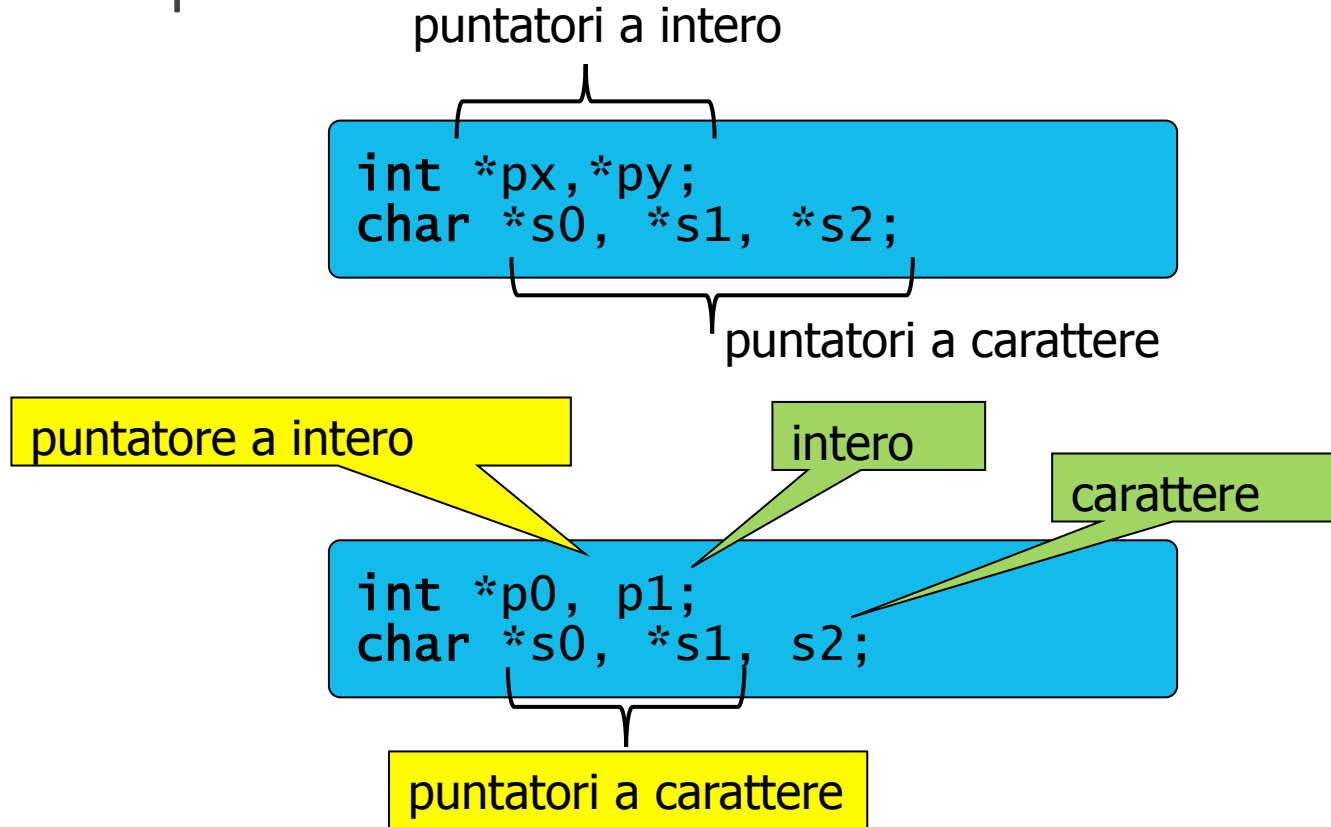 puntatori a intero
int *px,*py;
char *s0, *s1, *s2;
puntatori a carattere
puntatore a intero
intero
carattere
int *p0, p1;
char *s0, *s1, s2;
puntatori a carattere